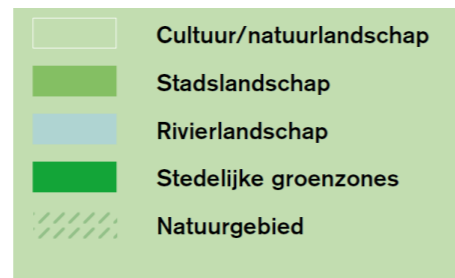 Cultuur/natuurlandschap
Stadslandschap
Rivierlandschap
Stedelijke groenzones
Natuurgebied